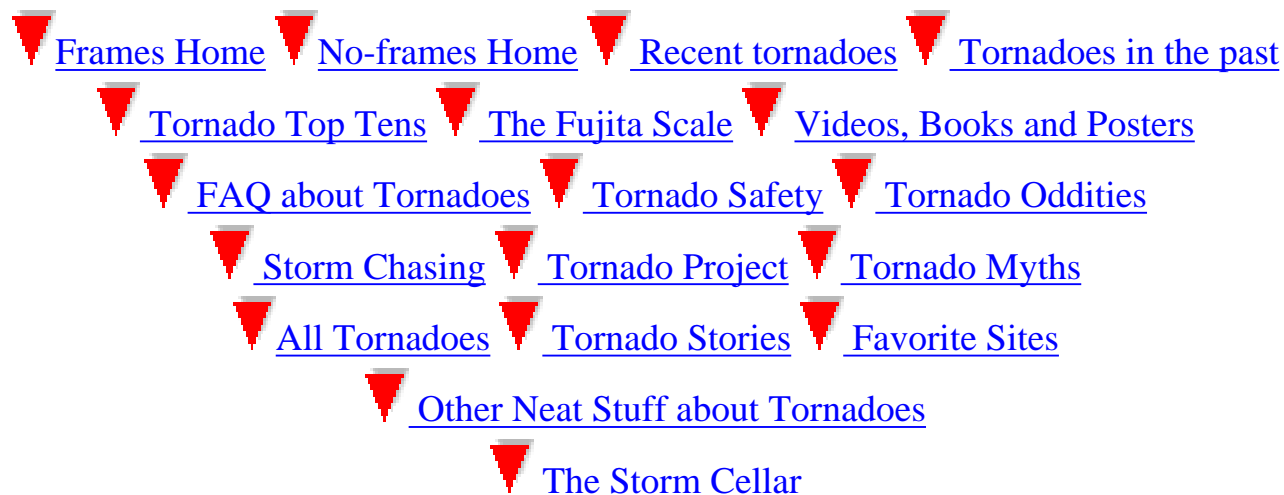 Frames Home No-frames Home Recent tornadoes Tornadoes in the past
Tornado Top Tens The Fujita Scale Videos, Books and Posters
FAQ about Tornadoes Tornado Safety Tornado Oddities
Storm Chasing Tornado Project Tornado Myths
All Tornadoes Tornado Stories Favorite Sites
Other Neat Stuff about Tornadoes
The Storm Cellar